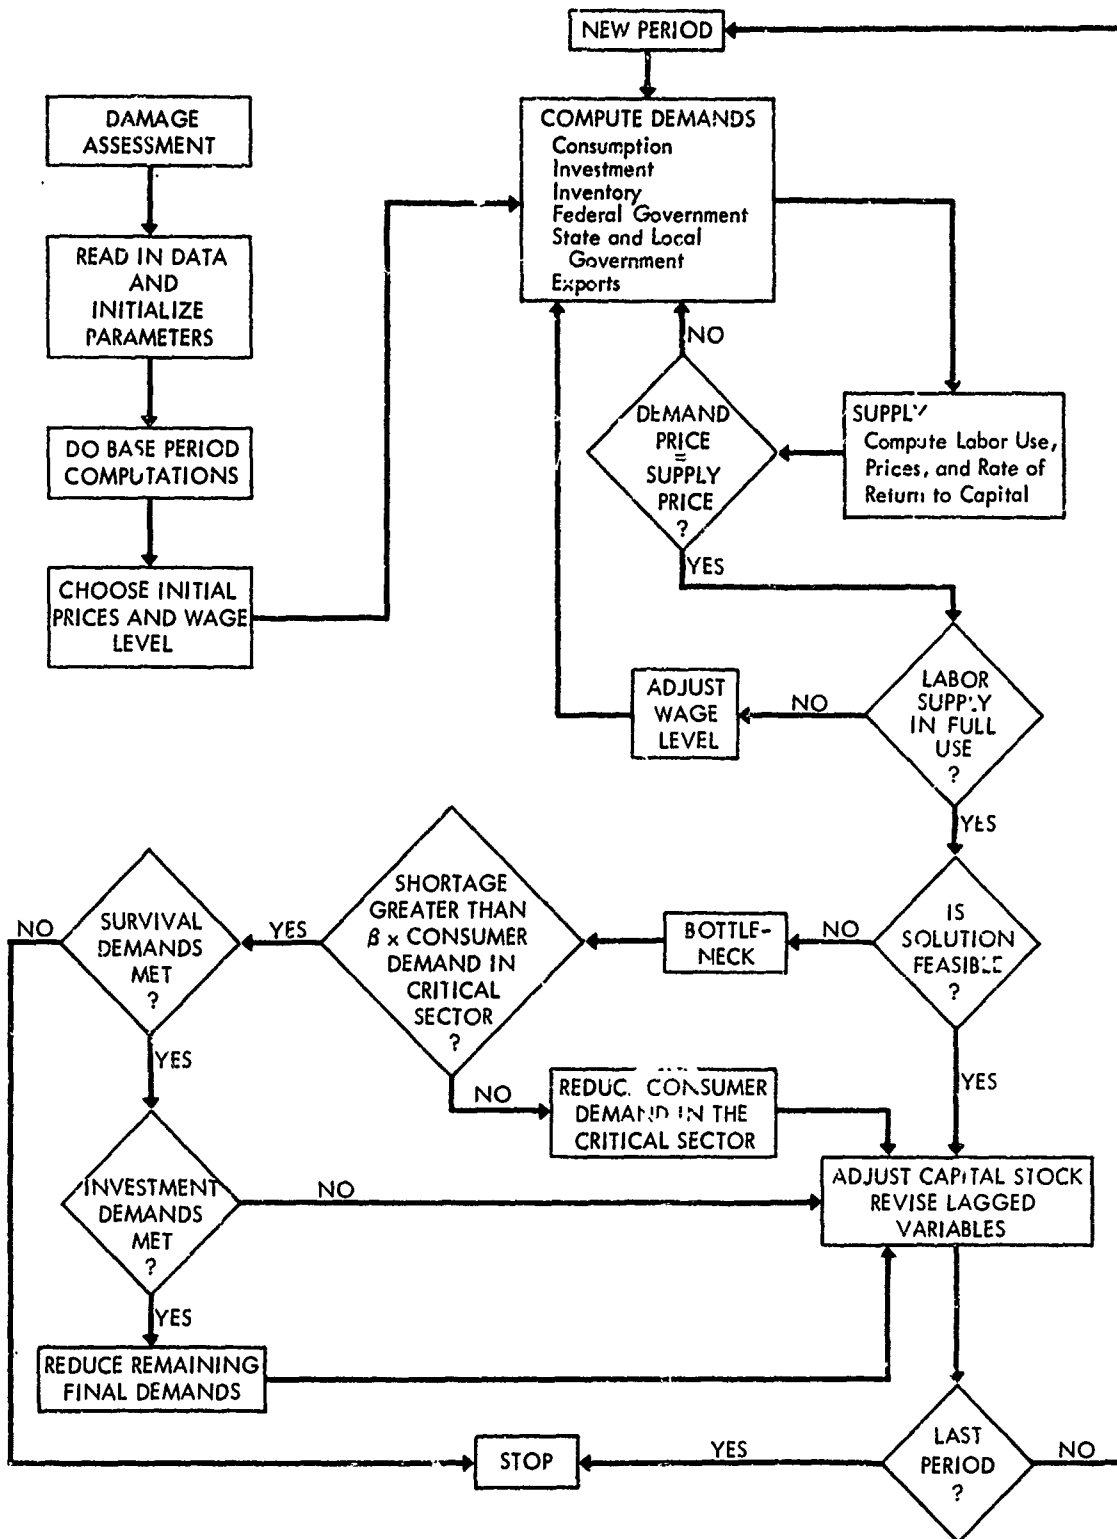 NEW PERIOD
DAMAGE
ASSESSMENT
READ IN DATA
AND
INITIALIZE
PARAMETERS
DO BASE PERIOD
COMPUTATIONS
CHOOSE INITIAL
PRICES AND WAGE
LEVEL
COMPUTE DEMANDS
Consumption
Investment
Inventory
Federal Government
State and Local
Government
Exports
NO
DEMAND
PRICE
=
SUPPLY
PRICE
?
YES
SUPPLY
Compute Labor Use,
Prices, and Rate of
Return to Capital
LABOR
SUPPLY
IN FULL
USE
?
NO
ADJUST
WAGE
LEVEL
YES
IS
SOLUTION
FEASIBLE
?
NO
BOTTLE-
NECK
SHORTAGE
GREATER THAN
β x CONSUMER
DEMAND IN
CRITICAL
SECTOR
?
YES
SURVIVAL
DEMANDS
MET
?
NO
YES
NO
REDUC. CONSUMER
DEMAND IN THE
CRITICAL SECTOR
YES
INVESTMENT
DEMANDS
MET
?
NO
ADJUST CAPITAL STOCK
REVISE LAGGED
VARIABLES
YES
REDUCE REMAINING
FINAL DEMANDS
STOP
YES
LAST
PERIOD
?
NO